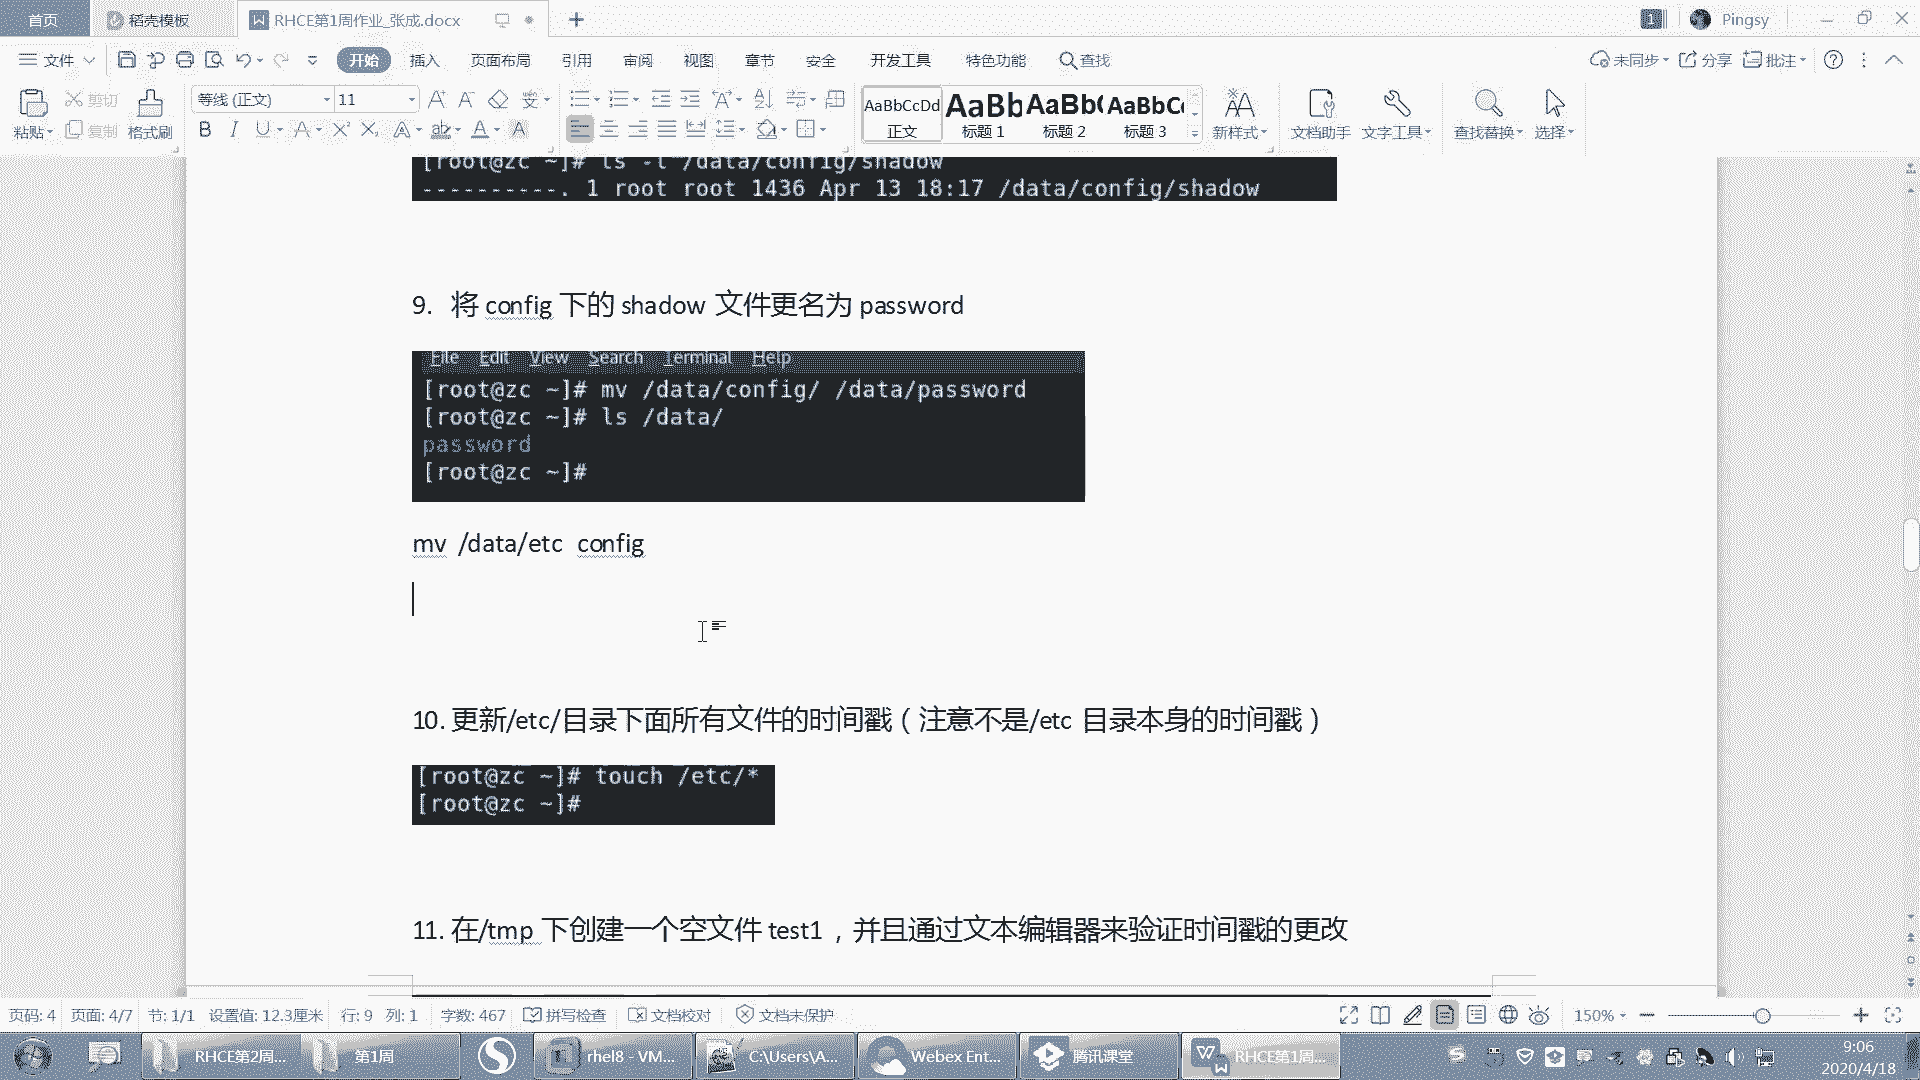 首页
稻壳模板
RHCE第1周作业_张成.docx
1
Pingsy
文件
开始
插入
页面布局
引用
审阅
视图
章节
安全
开发工具
特色功能
查找
未同步
分享
批注
粘贴
剪切
复制
格式刷
等线 (正文)
11
AaBbCcDd
正文
AaBb
标题 1
AaBb(
标题 2
AaBbC
标题 3
新样式
文档助手
文字工具
查找替换
选择
[root@zc ~]# ls -l /data/config/shadow
----------. 1 root root 1436 Apr 13 18:17 /data/config/shadow
9. 将 config 下的 shadow 文件更名为 password
File Edit View Search Terminal Help
[root@zc ~]# mv /data/config/ /data/password
[root@zc ~]# ls /data/
password
[root@zc ~]#
mv /data/etc config
10. 更新/etc/目录下面所有文件的时间戳（注意不是/etc 目录本身的时间戳）
[root@zc ~]# touch /etc/*
[root@zc ~]#
11. 在/tmp 下创建一个空文件 test1，并且通过文本编辑器来验证时间戳的更改
页码: 4 页面: 4/7 节: 1/1 设置值: 12.3厘米 行: 9 列: 1 字数: 467 拼写检查 文档校对 文档未保护 150%
RHCE第2周...
第1周
rhel8 - VM...
C:\Users\A...
Webex Ent...
腾讯课堂
RHCE第1周...
9:06
2020/4/18